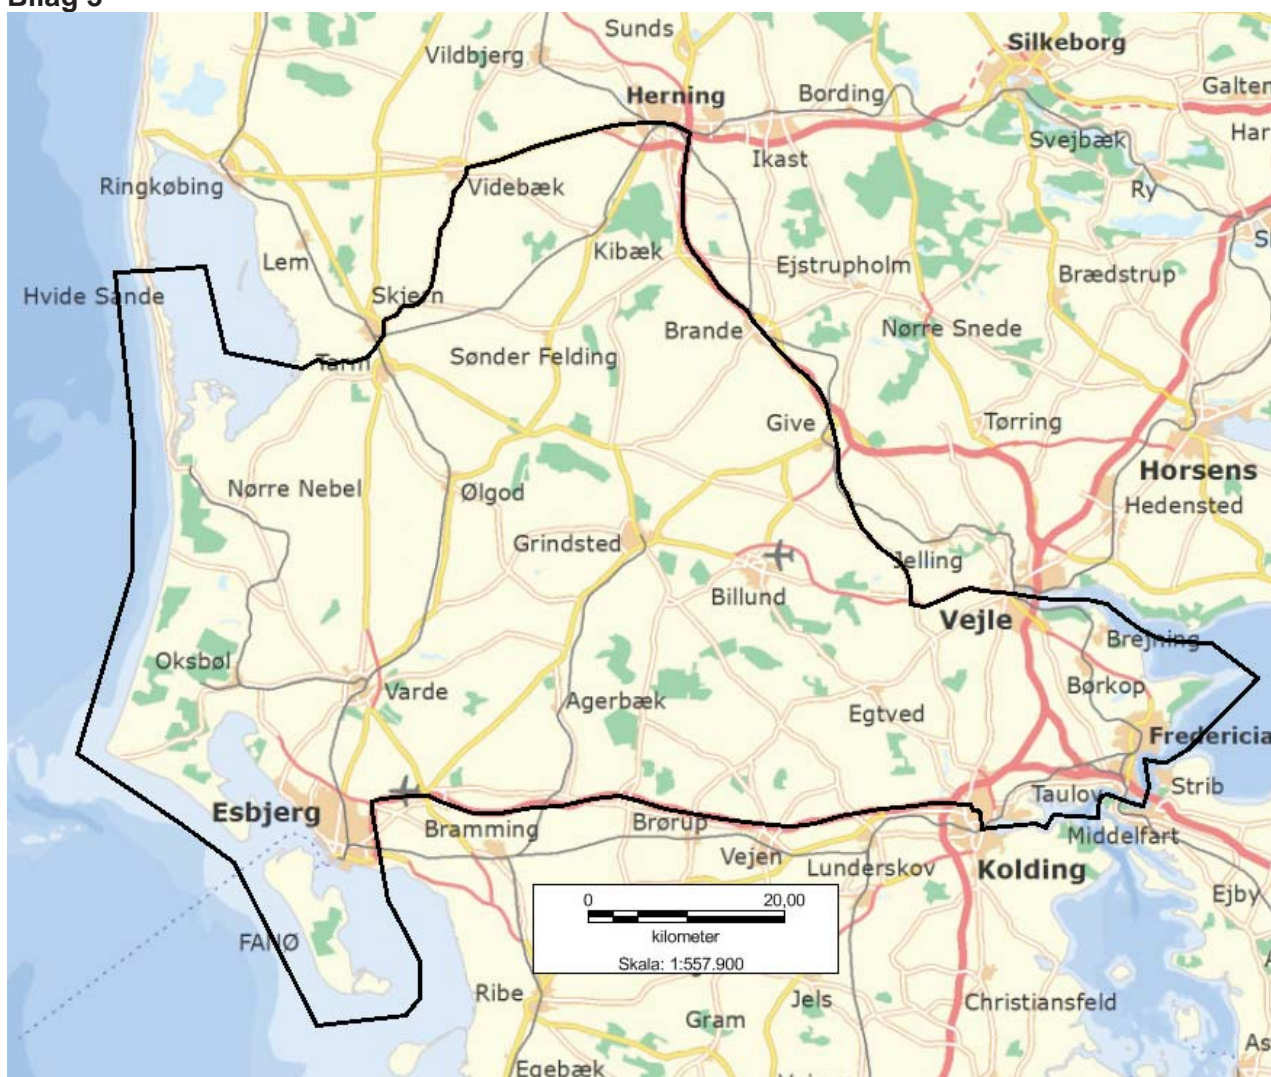 Bilag 3
Sunds
Vildbjerg
Silkeborg
Herning
Bording
Galten
Svejbæk
Har
Ikast
Ringkøbing
Videbæk
Ry
Kibæk
Lem
Ejstrupholm
Brædstrup
Hvide Sande
Skjern
Brande
Nørre Snede
Tarm
Sønder Felding
Give
Tørring
Horsens
Nørre Nebel
Ølgod
Hedensted
Grindsted
Jelling
Billund
Vejle
Brejning
Oksbøl
Varde
Agerbæk
Egtved
Børkop
Fredericia
Esbjerg
Taulov
Strib
Bramming
Brørup
Middelfart
Vejen
Lunderskov
Kolding
Ejby
0 20,00
kilometer
Skala: 1:557.900
FANØ
Ribe
Jels
Christiansfeld
Gram
As
Egebæk